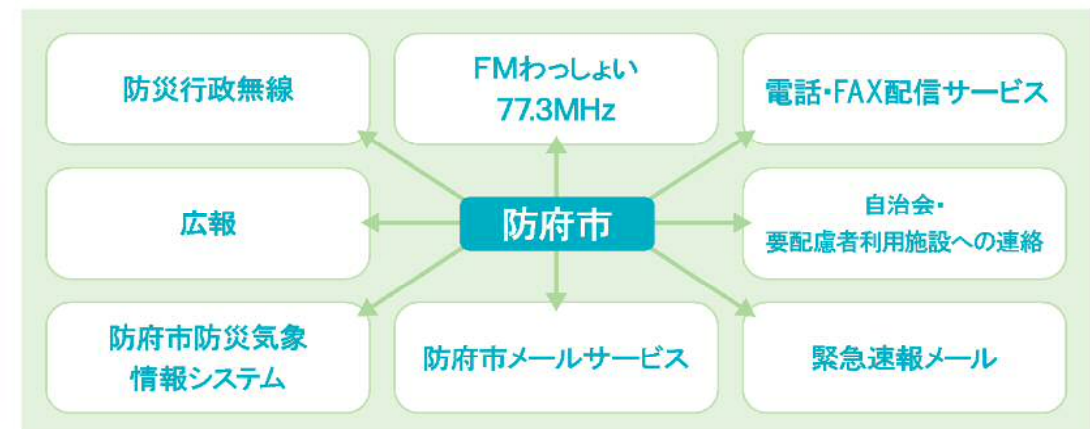 防災行政無線
FMわっしょい
77.3MHz
電話・FAX配信サービス
広報
防府市
自治会・
要配慮者利用施設への連絡
防府市防災気象
情報システム
防府市メールサービス
緊急速報メール